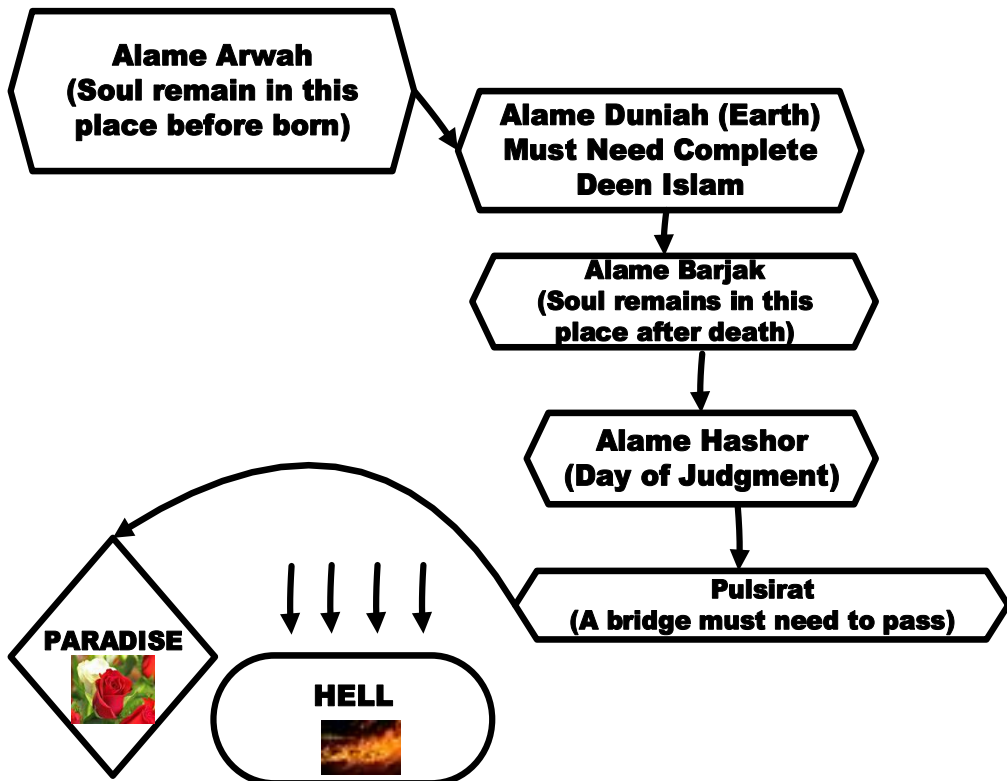 Alame Arwah
(Soul remain in this
place before born)
Alame Duniah (Earth)
Must Need Complete
Deen Islam
Alame Barjak
(Soul remains in this
place after death)
Alame Hashor
(Day of Judgment)
Pulsirat
(A bridge must need to pass)
PARADISE
HELL